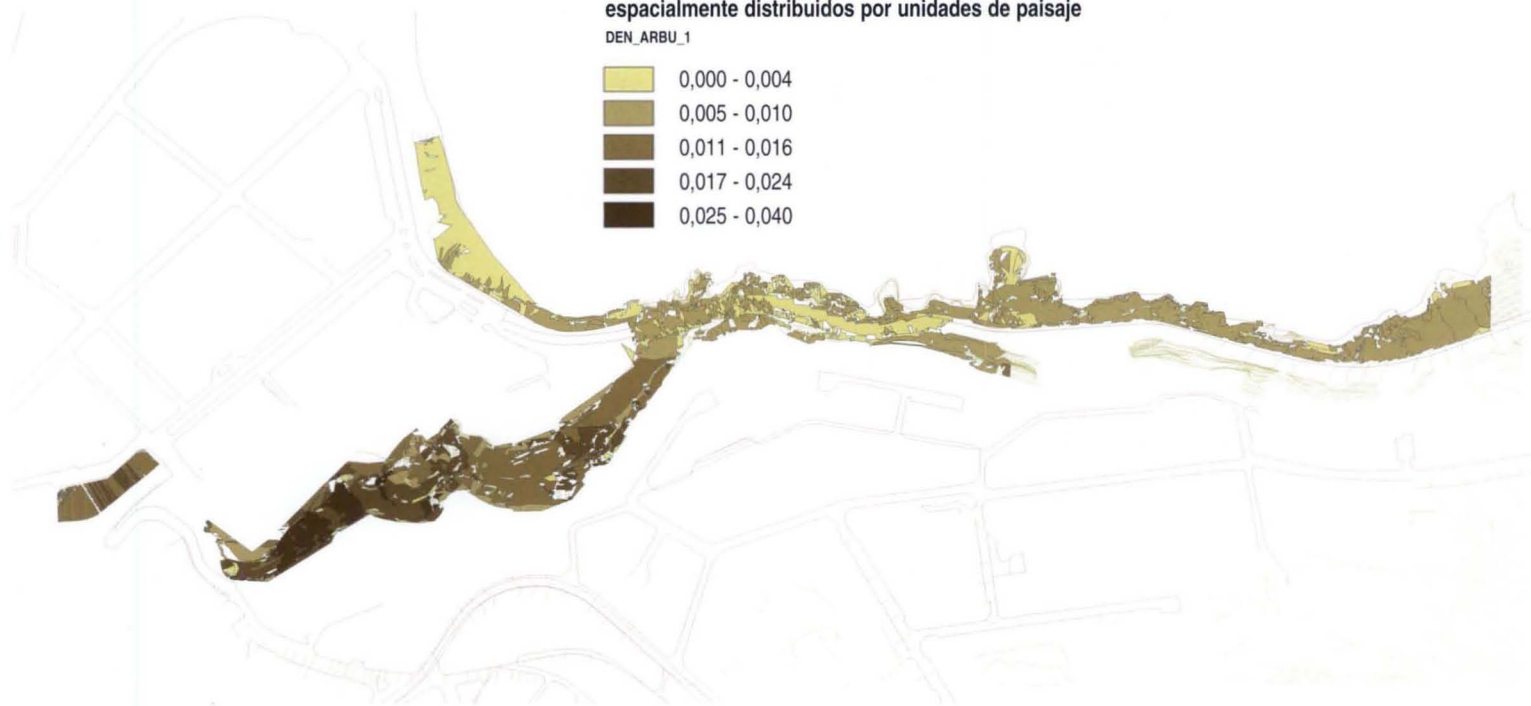 espacialmente distribuidos por unidades de paisaje
DEN_ARBU_1
0,000 - 0,004
0,005 - 0,010
0,011 - 0,016
0,017 - 0,024
0,025 - 0,040